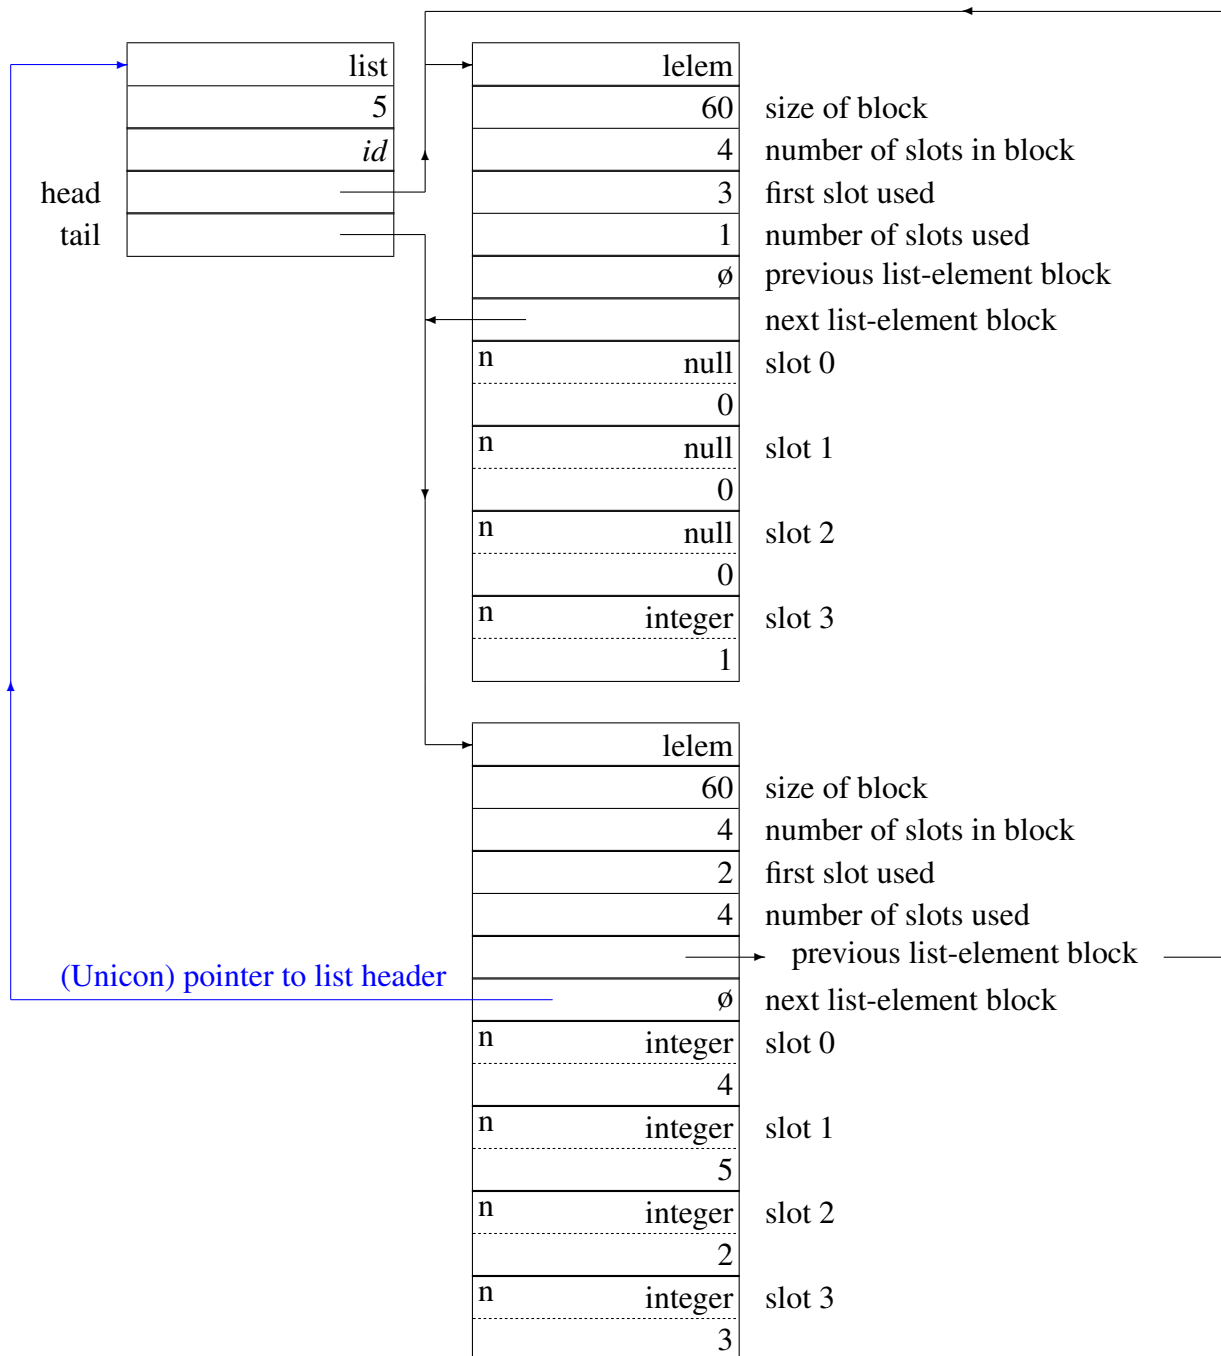 list
5
id
head
tail
lelem
60 size of block
4 number of slots in block
3 first slot used
1 number of slots used
ø previous list-element block
next list-element block
n null slot 0
0
n null slot 1
0
n null slot 2
0
n integer slot 3
1
lelem
60 size of block
4 number of slots in block
2 first slot used
4 number of slots used
previous list-element block
(Unicon) pointer to list header
ø next list-element block
n integer slot 0
4
n integer slot 1
5
n integer slot 2
2
n integer slot 3
3